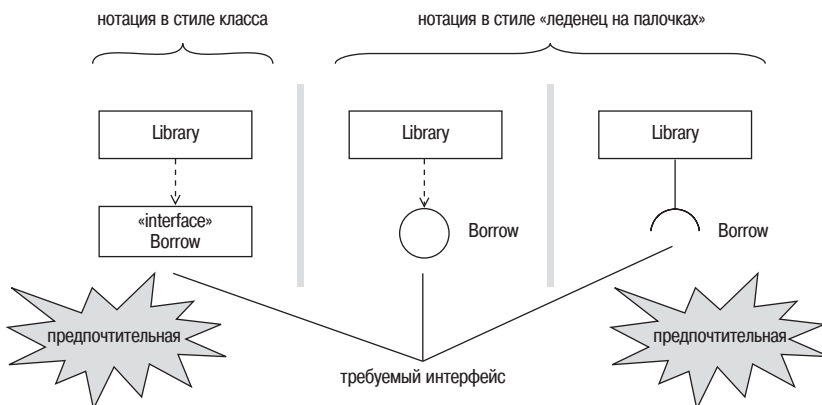 нотация в стиле класса
нотация в стиле «леденец на палочках»
Library
Library
Library
«interface»
Borrow
Borrow
Borrow
предпочтительная
предпочтительная
требуемый интерфейс